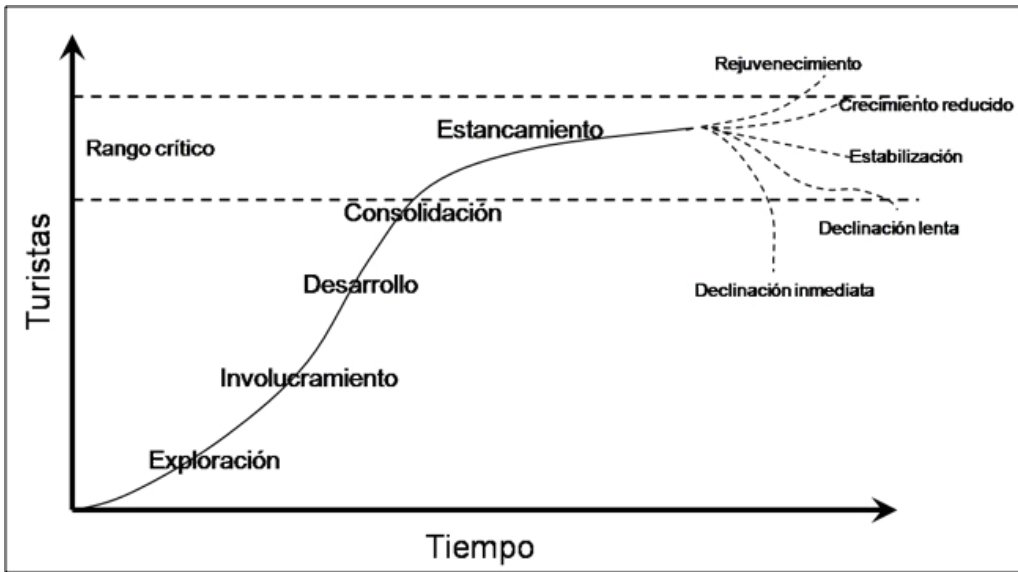 Rejuvenecimiento
Crecimiento reducido
Estancamiento
Rango crítico
Estabilización
Consolidación
Declinación lenta
Desarrollo
Declinación inmediata
Turistas
Involucramiento
Exploración
Tiempo